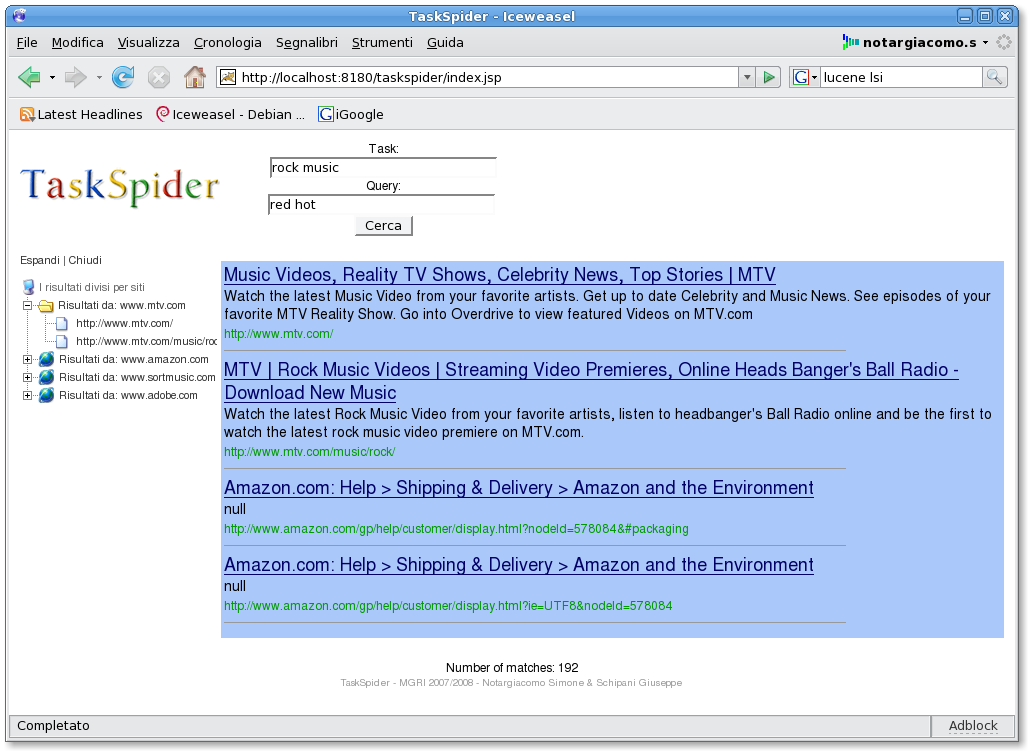 TaskSpider - Iceweasel
File Modifica Visualizza Cronologia Segnalibri Strumenti Guida notargiacomo.s
http://localhost:8180/taskspider/index.jsp G lucene lsi
Latest Headlines Iceweasel - Debian ... G iGoogle
TaskSpider
Task:
rock music
Query:
red hot
Cerca
Espandi | Chiudi
I risultati divisi per siti
Risultati da: www.mtv.com
http://www.mtv.com/
http://www.mtv.com/music/roc
Risultati da: www.amazon.com
Risultati da: www.sortmusic.com
Risultati da: www.adobe.com
Music Videos, Reality TV Shows, Celebrity News, Top Stories | MTV
Watch the latest Music Video from your favorite artists. Get up to date Celebrity and Music News. See episodes of your
favorite MTV Reality Show. Go into Overdrive to view featured Videos on MTV.com
http://www.mtv.com/
MTV | Rock Music Videos | Streaming Video Premieres, Online Heads Banger's Ball Radio -
Download New Music
Watch the latest Rock Music Video from your favorite artists, listen to headbanger's Ball Radio online and be the first to
watch the latest rock music video premiere on MTV.com.
http://www.mtv.com/music/rock/
Amazon.com: Help > Shipping & Delivery > Amazon and the Environment
null
http://www.amazon.com/gp/help/customer/display.html?nodeId=578084&#packaging
Amazon.com: Help > Shipping & Delivery > Amazon and the Environment
null
http://www.amazon.com/gp/help/customer/display.html?ie=UTF8&nodeId=578084
Number of matches: 192
TaskSpider - MGRI 2007/2008 - Notargiacomo Simone & Schipani Giuseppe
Completato Adblock